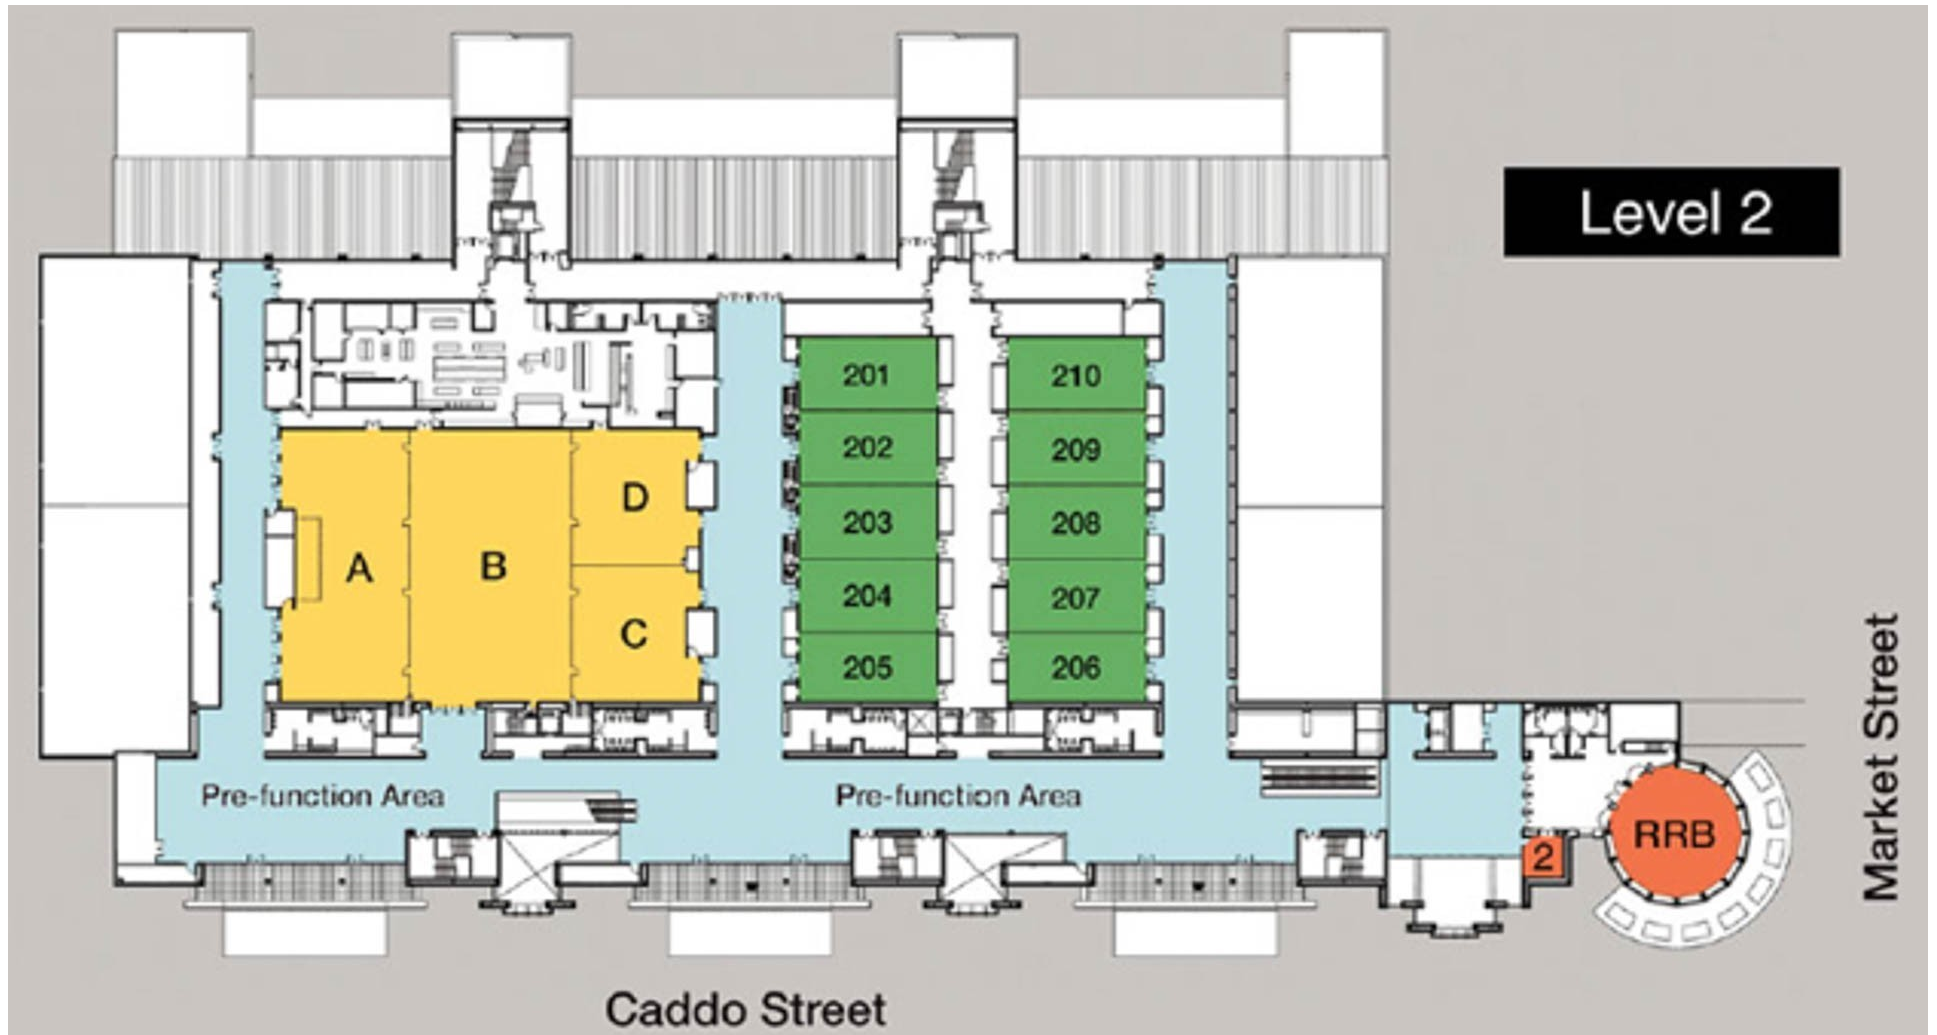 Level 2
201
210
202
209
D
203
208
A
B
204
207
C
205
206
Pre-function Area
Pre-function Area
RRB
2
Market Street
Caddo Street